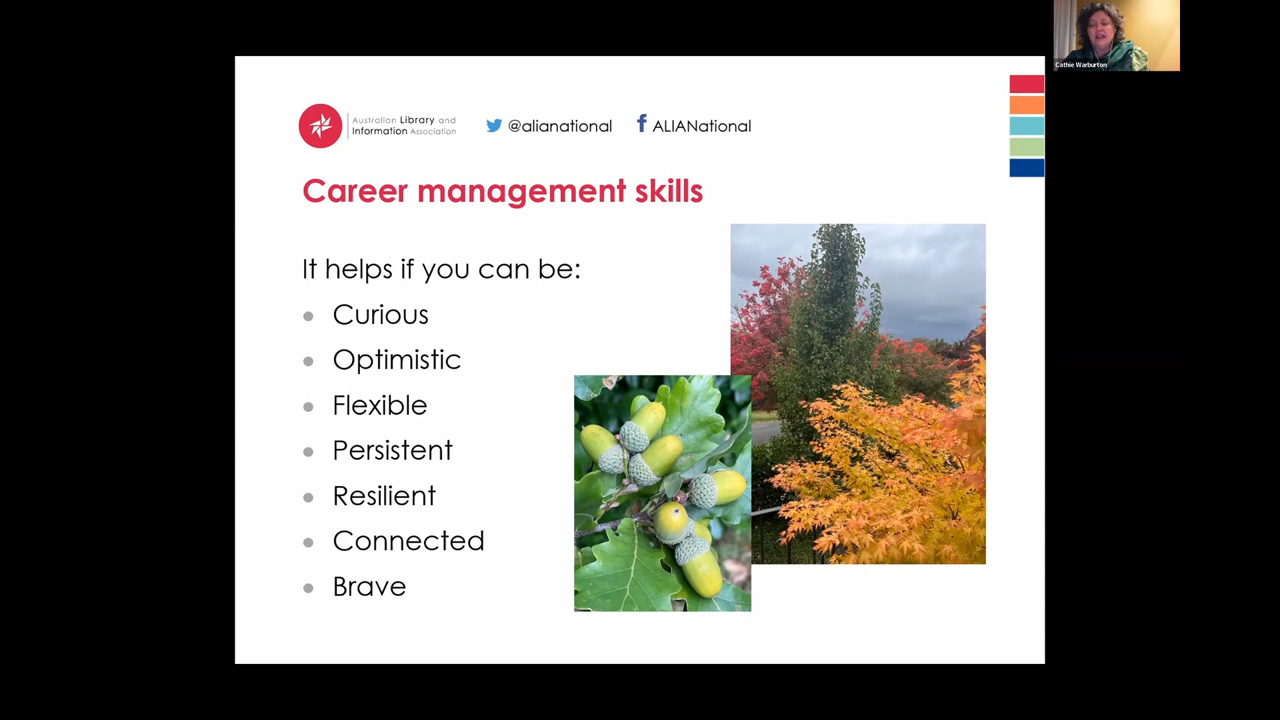 Cathie Warburton
Australian Library and
Information Association
@alianational
ALIANational
Career management skills
It helps if you can be:
Curious
Optimistic
Flexible
Persistent
Resilient
Connected
Brave